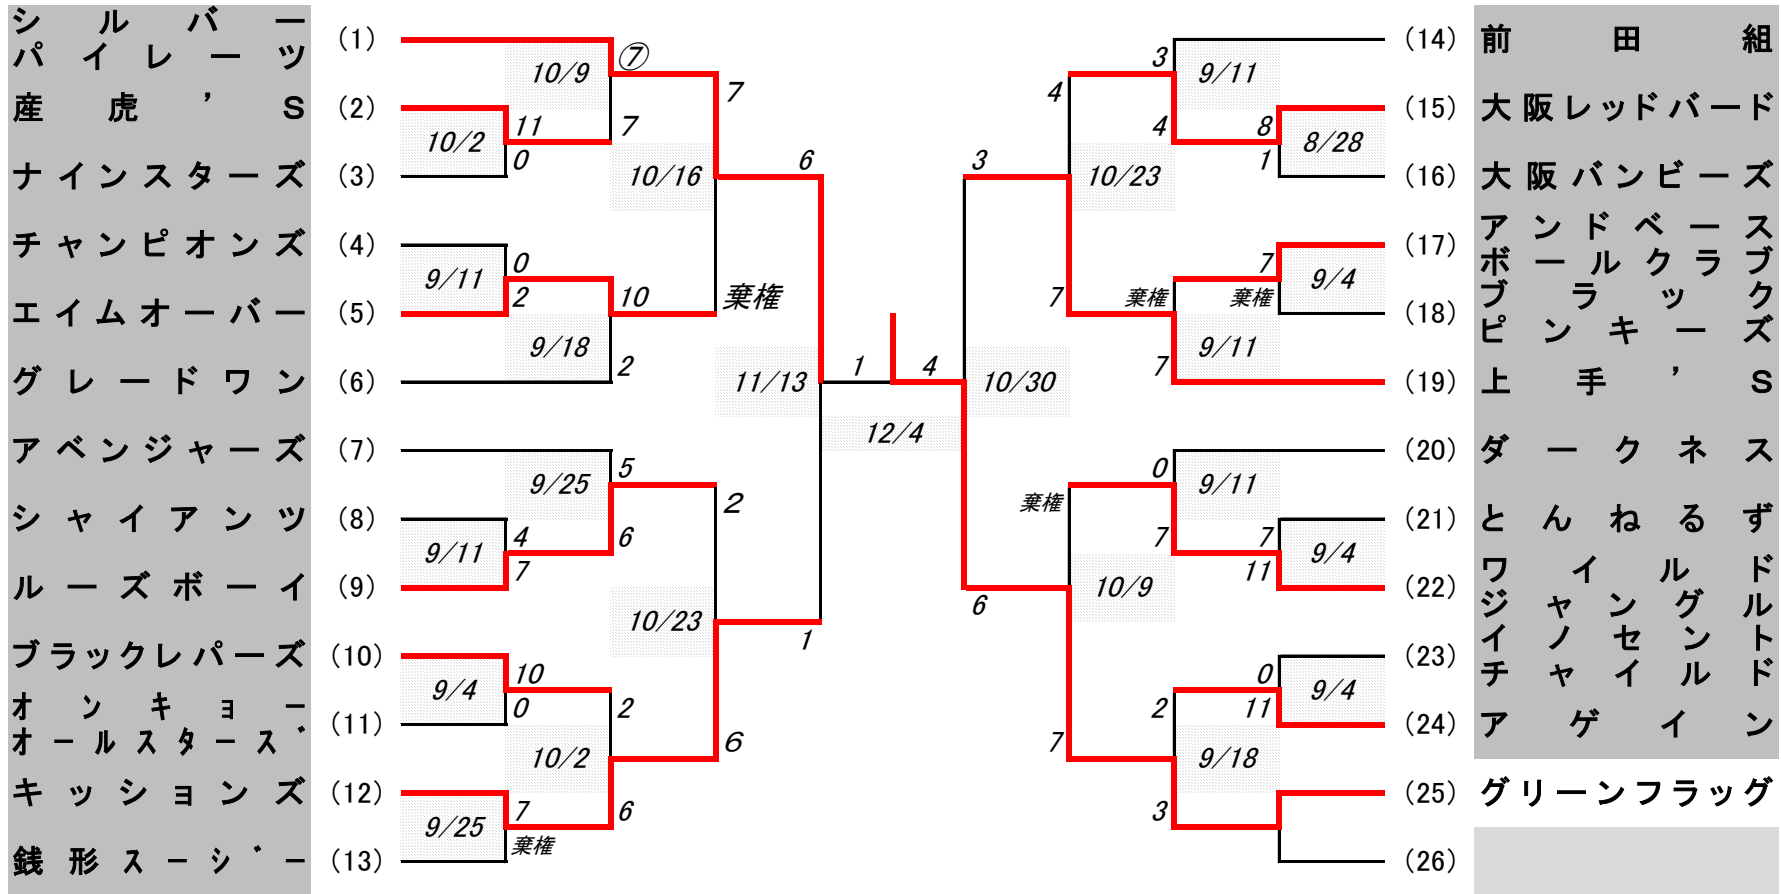 シルバー
パイレーツ
(1)
産虎’S
(2)
ナインスターズ
(3)
チャンピオンズ
(4)
エイムオーバー
(5)
グレードワン
(6)
アベンジャーズ
(7)
シャイアンツ
(8)
ルーズボーイ
(9)
ブラックレパーズ
(10)
オンキョー
オールスターズ
(11)
キッションズ
(12)
銭形スージー
(13)
10/9
⑦
7
10/2
11
0
7
10/16
6
9/11
0
2
10
棄権
9/18
2
11/13
1
9/25
5
2
9/11
4
7
6
10/23
1
9/4
10
0
2
6
10/2
9/25
7
棄権
6
12/4
4
3
10/30
6
4
3
9/11
4
8
8/28
1
10/23
7
9/4
7
棄権
棄権
9/11
7
0
9/11
棄権
7
9/4
7
11
10/9
0
9/4
11
2
7
9/18
3
(14)
前田組
(15)
大阪レッドバード
(16)
大阪バンビーズ
(17)
アンドベース
ボールクラブ
(18)
ブラック
ピンキーズ
(19)
上手’S
(20)
ダークネス
(21)
とんねるず
(22)
ワイルド
ジャングル
(23)
イノセント
チャイルド
(24)
アゲイン
(25)
グリーンフラッグ
(26)